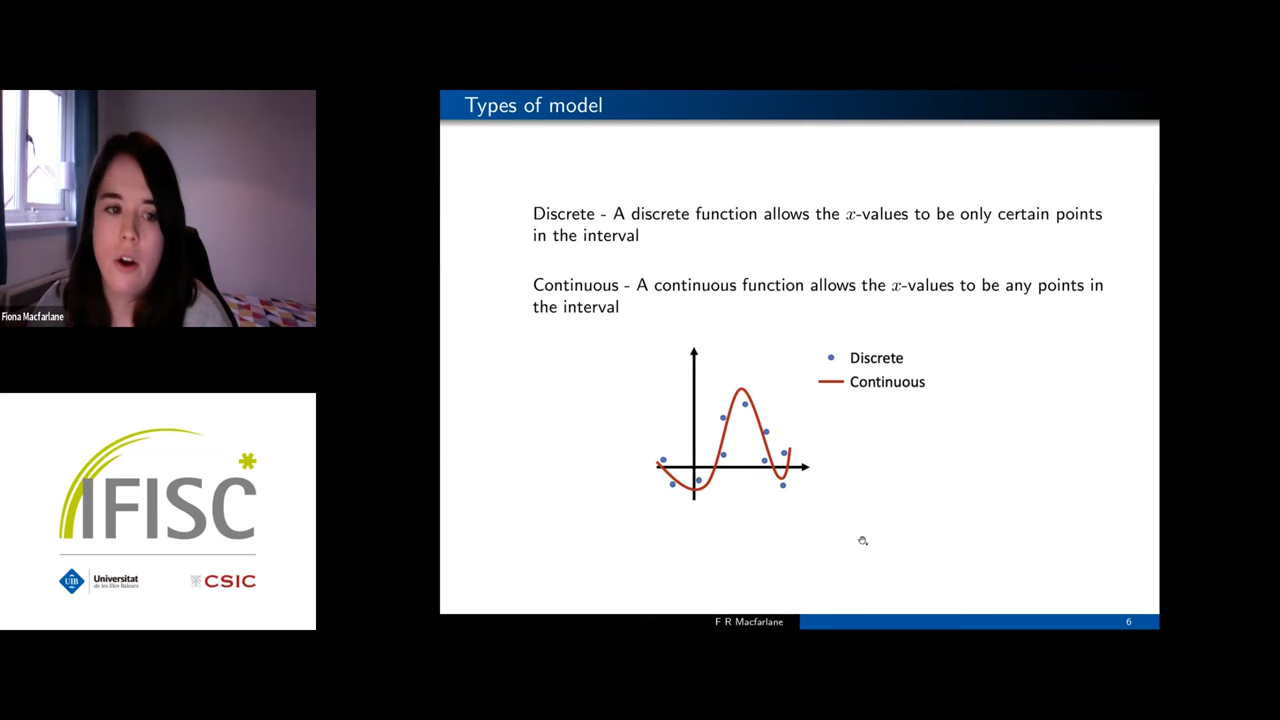 Types of model
Discrete - A discrete function allows the x-values to be only certain points
in the interval
Continuous - A continuous function allows the x-values to be any points in
the interval
Discrete
Continuous
F R Macfarlane
6
Fiona Macfarlane
IFISC
UIB
Universitat
de les Illes Balears
CSIC